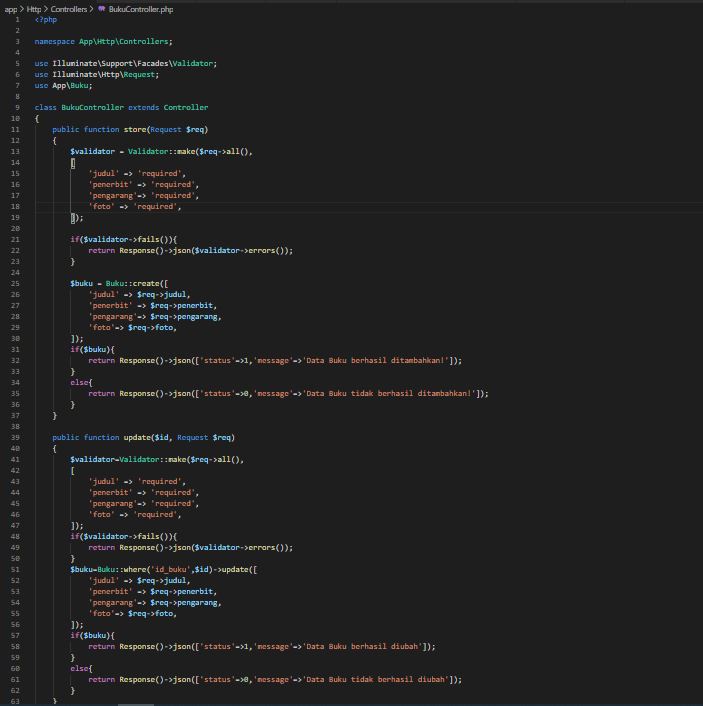 app > Http > Controllers > BukuController.php
1 <?php
2
3 namespace App\Http\Controllers;
4
5 use Illuminate\Support\Facades\Validator;
6 use Illuminate\Http\Request;
7 use App\Buku;
8
9 class BukuController extends Controller
10 {
11     public function store(Request $req)
12     {
13         $validator = Validator::make($req->all(),
14         [
15             'judul' => 'required',
16             'penerbit' => 'required',
17             'pengarang'=> 'required',
18             'foto' => 'required',
19         ]);
20
21         if($validator->fails()){
22             return Response()->json($validator->errors());
23         }
24
25         $buku = Buku::create([
26             'judul' => $req->judul,
27             'penerbit' => $req->penerbit,
28             'pengarang'=> $req->pengarang,
29             'foto'=> $req->foto,
30         ]);
31         if($buku){
32             return Response()->json(['status'=>1,'message'=>'Data Buku berhasil ditambahkan!']);
33         }
34         else{
35             return Response()->json(['status'=>0,'message'=>'Data Buku tidak berhasil ditambahkan!']);
36         }
37     }
38
39     public function update($id, Request $req)
40     {
41         $validator=Validator::make($req->all(),
42         [
43             'judul' => 'required',
44             'penerbit' => 'required',
45             'pengarang'=> 'required',
46             'foto' => 'required',
47         ]);
48         if($validator->fails()){
49             return Response()->json($validator->errors());
50         }
51         $buku=Buku::where('id_buku',$id)->update([
52             'judul' => $req->judul,
53             'penerbit' => $req->penerbit,
54             'pengarang'=> $req->pengarang,
55             'foto'=> $req->foto,
56         ]);
57         if($buku){
58             return Response()->json(['status'=>1,'message'=>'Data Buku berhasil diubah']);
59         }
60         else{
61             return Response()->json(['status'=>0,'message'=>'Data Buku tidak berhasil diubah']);
62         }
63     }